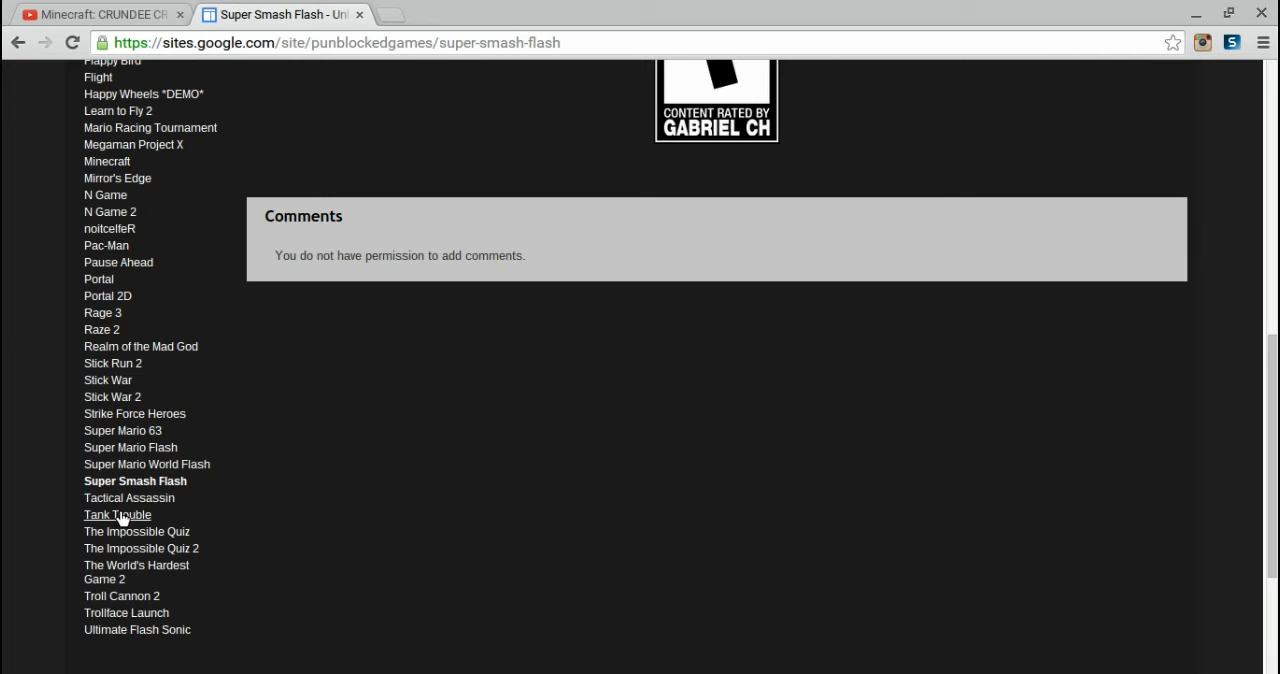 Minecraft: CRUNDEE CR
Super Smash Flash - Unl
https://sites.google.com/site/punblockedgames/super-smash-flash
Flappy Bird
Flight
Happy Wheels *DEMO*
Learn to Fly 2
Mario Racing Tournament
Megaman Project X
Minecraft
Mirror's Edge
N Game
N Game 2
noitcelfeR
Pac-Man
Pause Ahead
Portal
Portal 2D
Rage 3
Raze 2
Realm of the Mad God
Stick Run 2
Stick War
Stick War 2
Strike Force Heroes
Super Mario 63
Super Mario Flash
Super Mario World Flash
Super Smash Flash
Tactical Assassin
Tank Trouble
The Impossible Quiz
The Impossible Quiz 2
The World's Hardest
Game 2
Troll Cannon 2
Trollface Launch
Ultimate Flash Sonic
CONTENT RATED BY
GABRIEL CH
Comments
You do not have permission to add comments.